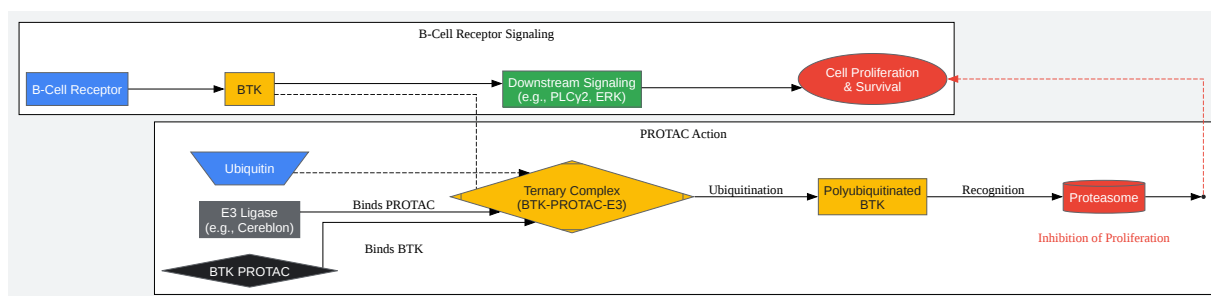 B-Cell Receptor Signaling
B-Cell Receptor
BTK
Downstream Signaling
(e.g., PLCγ2, ERK)
Cell Proliferation
& Survival
PROTAC Action
Ubiquitin
E3 Ligase
(e.g., Cereblon)
BTK PROTAC
Binds PROTAC
Binds BTK
Ternary Complex
(BTK-PROTAC-E3)
Ubiquitination
Polyubiquitinated
BTK
Recognition
Proteasome
Inhibition of Proliferation